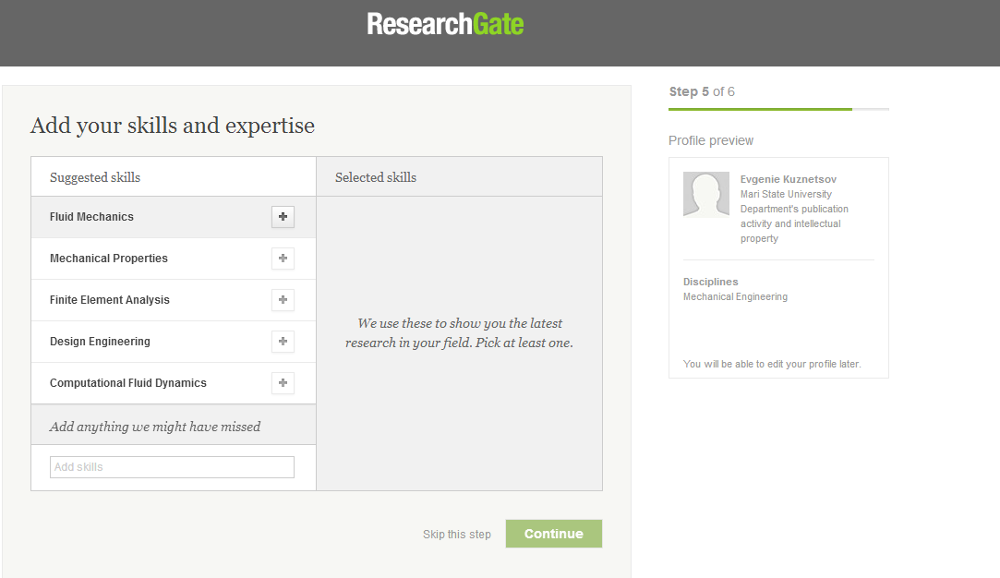 ResearchGate
Add your skills and expertise
Suggested skills
Selected skills
Fluid Mechanics
Mechanical Properties
Finite Element Analysis
Design Engineering
Computational Fluid Dynamics
Add anything we might have missed
Add skills
We use these to show you the latest
research in your field. Pick at least one.
Skip this step
Continue
Step 5 of 6
Profile preview
Evgenie Kuznetsov
Mari State University
Department's publication
activity and intellectual
property
Disciplines
Mechanical Engineering
You will be able to edit your profile later.